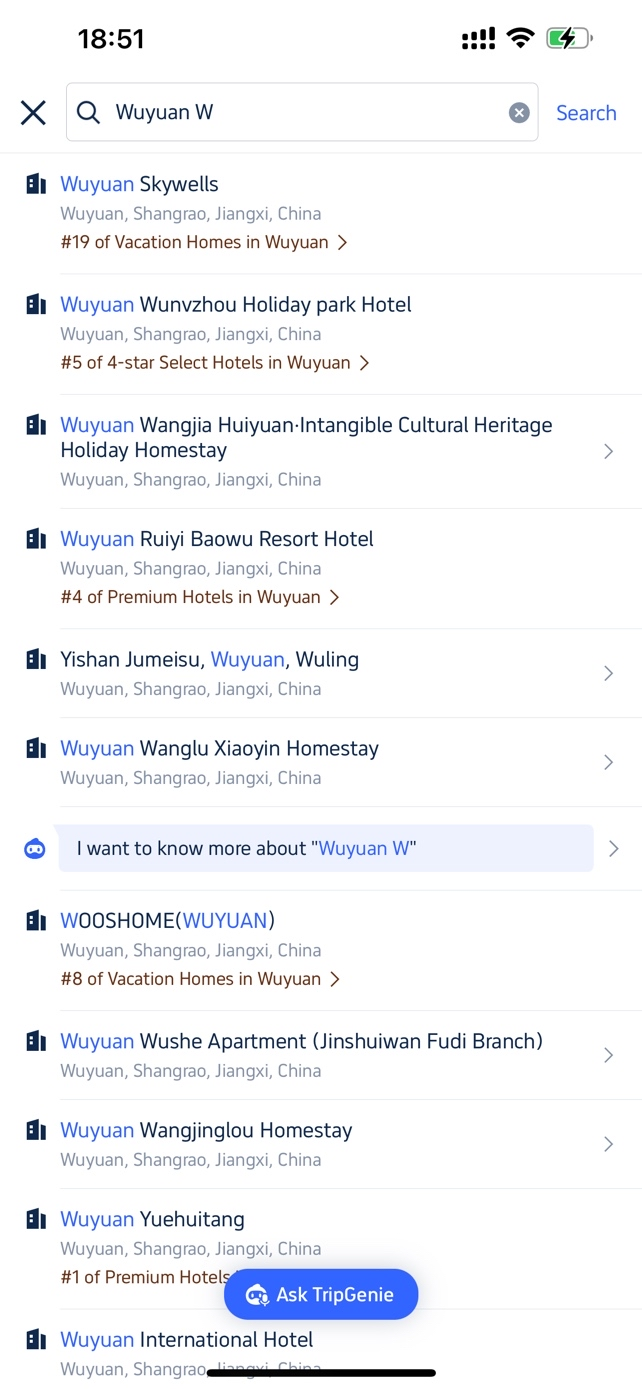 18:51
Wuyuan W
Search
Wuyuan Skywells
Wuyuan, Shangrao, Jiangxi, China
#19 of Vacation Homes in Wuyuan
Wuyuan Wunvzhou Holiday park Hotel
Wuyuan, Shangrao, Jiangxi, China
#5 of 4-star Select Hotels in Wuyuan
Wuyuan Wangjia Huiyuan·Intangible Cultural Heritage
Holiday Homestay
Wuyuan, Shangrao, Jiangxi, China
Wuyuan Ruiyi Baowu Resort Hotel
Wuyuan, Shangrao, Jiangxi, China
#4 of Premium Hotels in Wuyuan
Yishan Jumeisu, Wuyuan, Wuling
Wuyuan, Shangrao, Jiangxi, China
Wuyuan Wanglu Xiaoyin Homestay
Wuyuan, Shangrao, Jiangxi, China
I want to know more about "Wuyuan W"
WOOSHOME(WUYUAN)
Wuyuan, Shangrao, Jiangxi, China
#8 of Vacation Homes in Wuyuan
Wuyuan Wushe Apartment (Jinshuiwan Fudi Branch)
Wuyuan, Shangrao, Jiangxi, China
Wuyuan Wangjinglou Homestay
Wuyuan, Shangrao, Jiangxi, China
Wuyuan Yuehuitang
Wuyuan, Shangrao, Jiangxi, China
#1 of Premium Hotels
Ask TripGenie
Wuyuan International Hotel
Wuyuan, Shangrao, Jiangxi, China